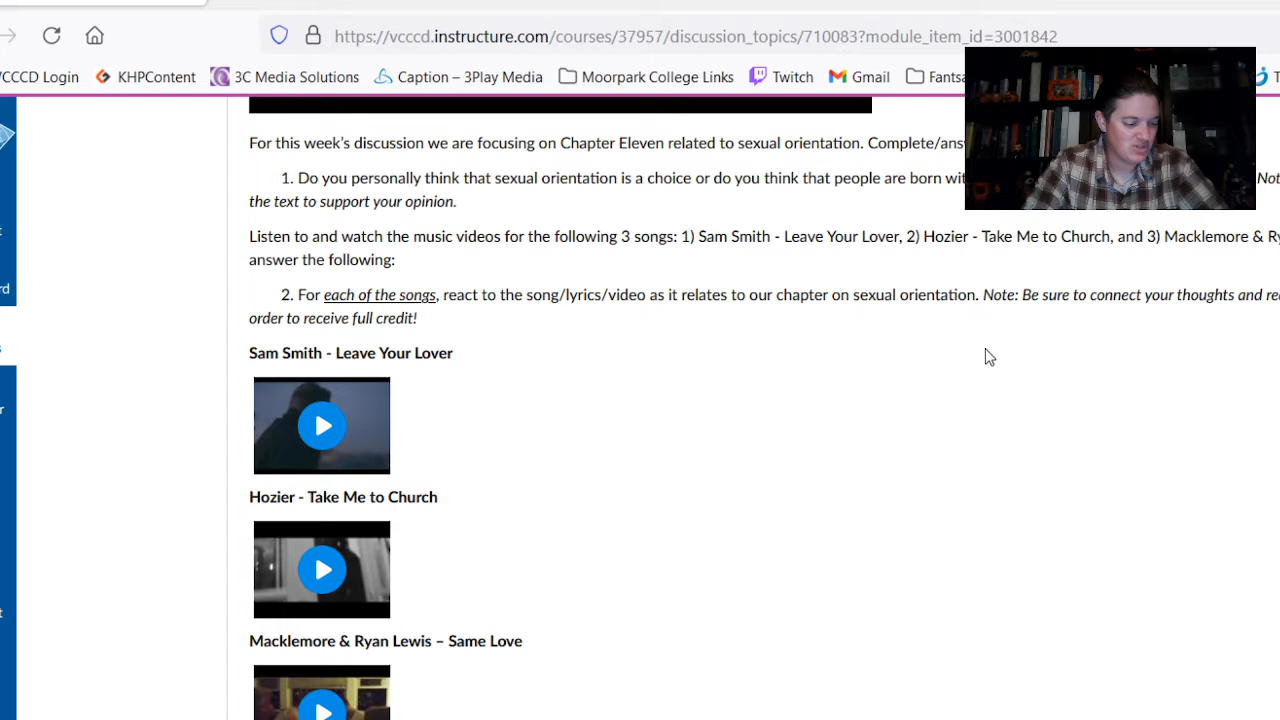 https://vcccd.instructure.com/courses/37957/discussion_topics/710083?module_item_id=3001842
VCCCD Login KHPContent 3C Media Solutions Caption – 3Play Media Moorpark College Links Twitch Gmail
For this week's discussion we are focusing on Chapter Eleven related to sexual orientation.
1. Do you personally think that sexual orientation is a choice or do you think that people are born
the text to support your opinion.
Listen to and watch the music videos for the following 3 songs: 1) Sam Smith - Leave Your Lover, 2) Hozier - Take Me to Church, and 3) Macklemore &
answer the following:
2. For each of the songs, react to the song/lyrics/video as it relates to our chapter on sexual orientation. Note: Be sure to connect your thoughts and
order to receive full credit!
Sam Smith - Leave Your Lover
Hozier - Take Me to Church
Macklemore & Ryan Lewis – Same Love